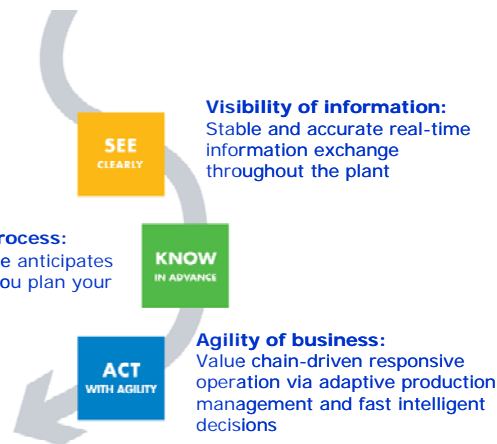 Visibility of information:
Stable and accurate real-time
information exchange
throughout the plant
SEE
CLEARLY
rocess:
e anticipates
ou plan your
KNOW
IN ADVANCE
Agility of business:
Value chain-driven responsive
operation via adaptive production
management and fast intelligent
decisions
ACT
WITH AGILITY